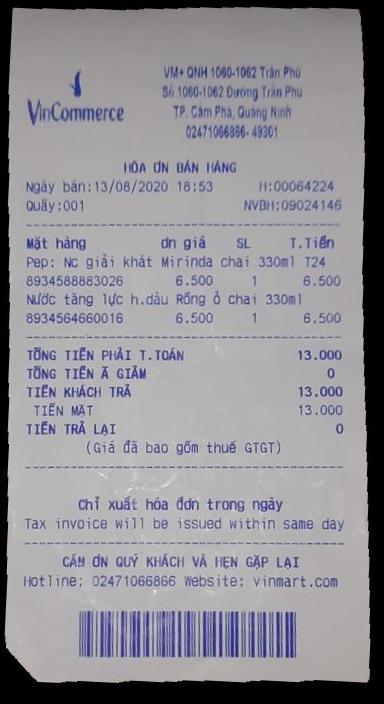 VinCommerce
VM+ QNH 1060-1062 Trần Phú
Số 1060-1062 Đường Trần Phú
TP. Cẩm Phả, Quảng Ninh
02471066866- 49301
HÓA ƠN BÁN HÀNG
Ngày bán:13/08/2020 18:53 H:00064224
Quầy:001 NVBH:09024146
Mặt hàng ơn giá SL T.Tiền
Pep: Nc giải khát Mirinda chai 330ml T24
8934588883026 6.500 1 6.500
Nước tăng lực h.dâu Rồng ỏ chai 330ml
8934564660016 6.500 1 6.500
TỔNG TIỀN PHẢI T.TOÁN 13.000
TỔNG TIỀN Ã GIẢM 0
TIỀN KHÁCH TRẢ 13.000
TIỀN MẶT 13.000
TIỀN TRẢ LẠI 0
(Giá đã bao gồm thuế GTGT)
Chỉ xuất hóa đơn trong ngày
Tax invoice will be issued within same day
CẢM ƠN QUÝ KHÁCH VÀ HẸN GẶP LẠI
Hotline: 02471066866 Website: vinmart.com